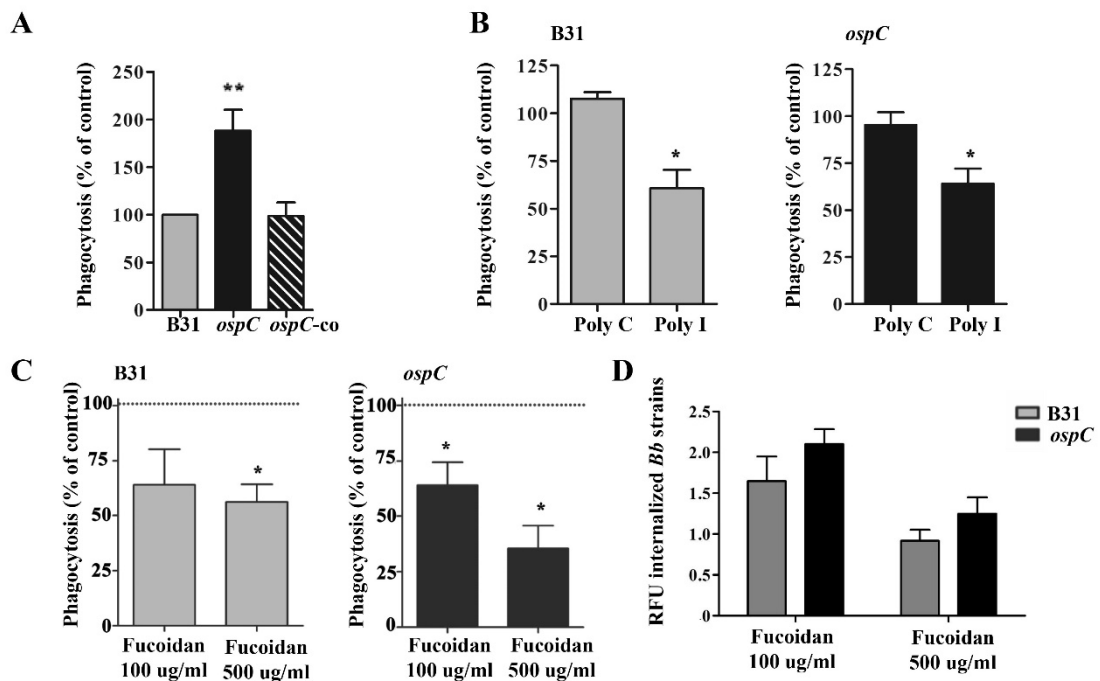 A
Phagocytosis (% of control)
250
200
150
100
50
0
**
B31
ospC
ospC-co
B
B31
Phagocytosis (% of control)
125
100
75
50
25
0
*
Poly C
Poly I
ospC
Phagocytosis (% of control)
125
100
75
50
25
0
*
Poly C
Poly I
C
B31
Phagocytosis (% of control)
100
75
50
25
0
*
Fucoidan
100 ug/ml
Fucoidan
500 ug/ml
ospC
Phagocytosis (% of control)
100
75
50
25
0
*
*
Fucoidan
100 ug/ml
Fucoidan
500 ug/ml
D
RFU internalized Bb strains
2.5
2.0
1.5
1.0
0.5
0
Fucoidan
100 ug/ml
Fucoidan
500 ug/ml
B31
ospC